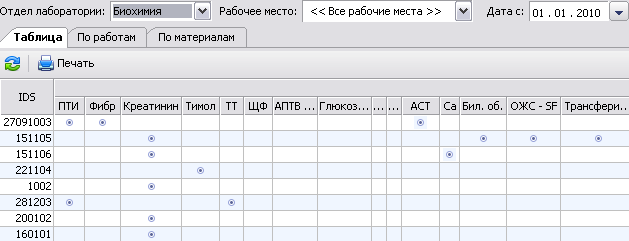 Отдел лаборатории: Биохимия Рабочее место: << Все рабочие места >> Дата с: 01 . 01 . 2010
Таблица По работам По материалам
Печать
IDS ПТИ Фибр Креатинин Тимол ТТ ЩФ АПТВ ... Глюкоз... ... ... АСТ Ca Бил. об. ОЖС - SF Трансфери...
27091003
151105
151106
221104
1002
281203
200102
160101